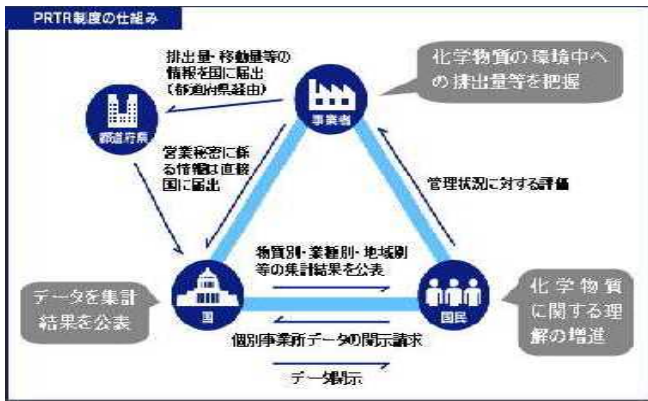 PRTR制度の仕組み
排出量・移動量等の
情報を国に届出
(都道府県経由)
化学物質の環境中へ
の排出量等を把握
事業者
都道府県
営業秘密に係
る情報は直接
国に届出
管理状況に対する評価
物質別・業種別・地域別
等の集計結果を公表
データを集計
結果を公表
国
国民
化学物質
に関する理
解の増進
個別事業所データの開示請求
データ開示